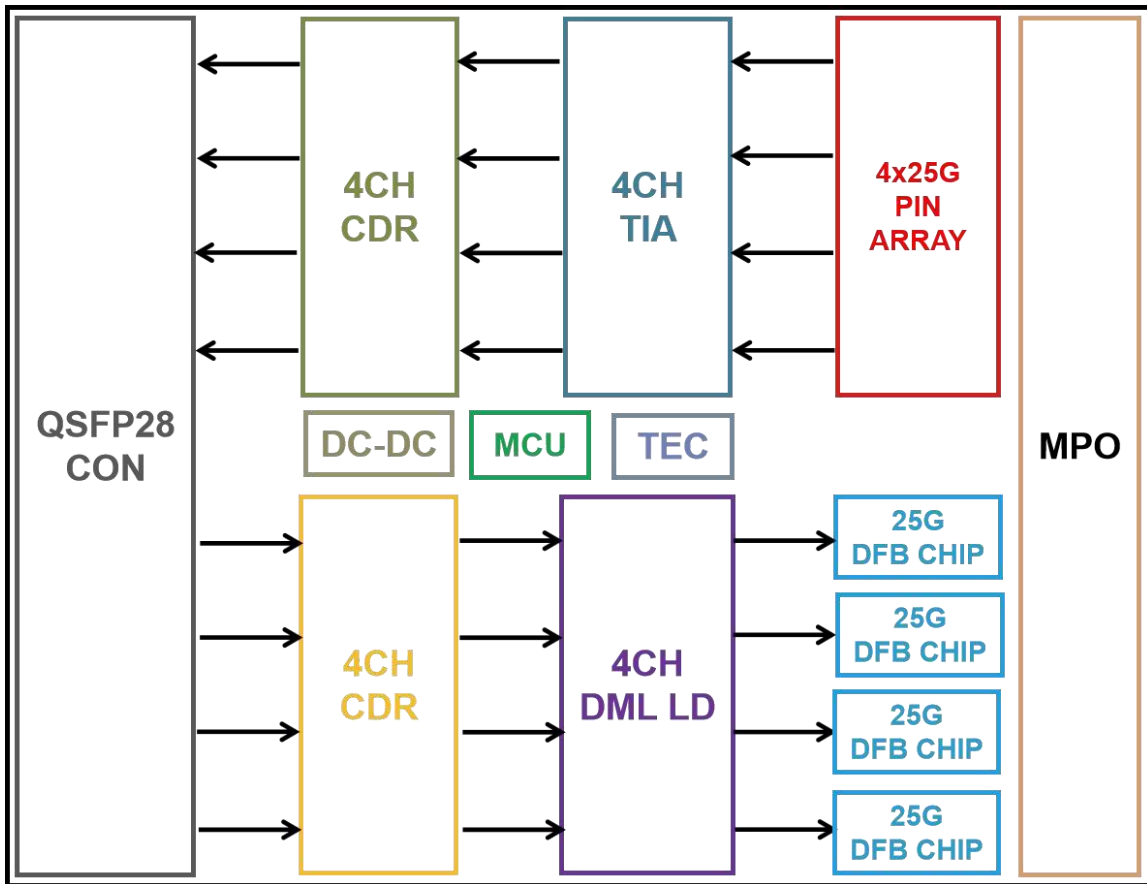 QSFP28
CON
4CH
CDR
4CH
TIA
4x25G
PIN
ARRAY
MPO
DC-DC
MCU
TEC
4CH
CDR
4CH
DML LD
25G
DFB CHIP
25G
DFB CHIP
25G
DFB CHIP
25G
DFB CHIP